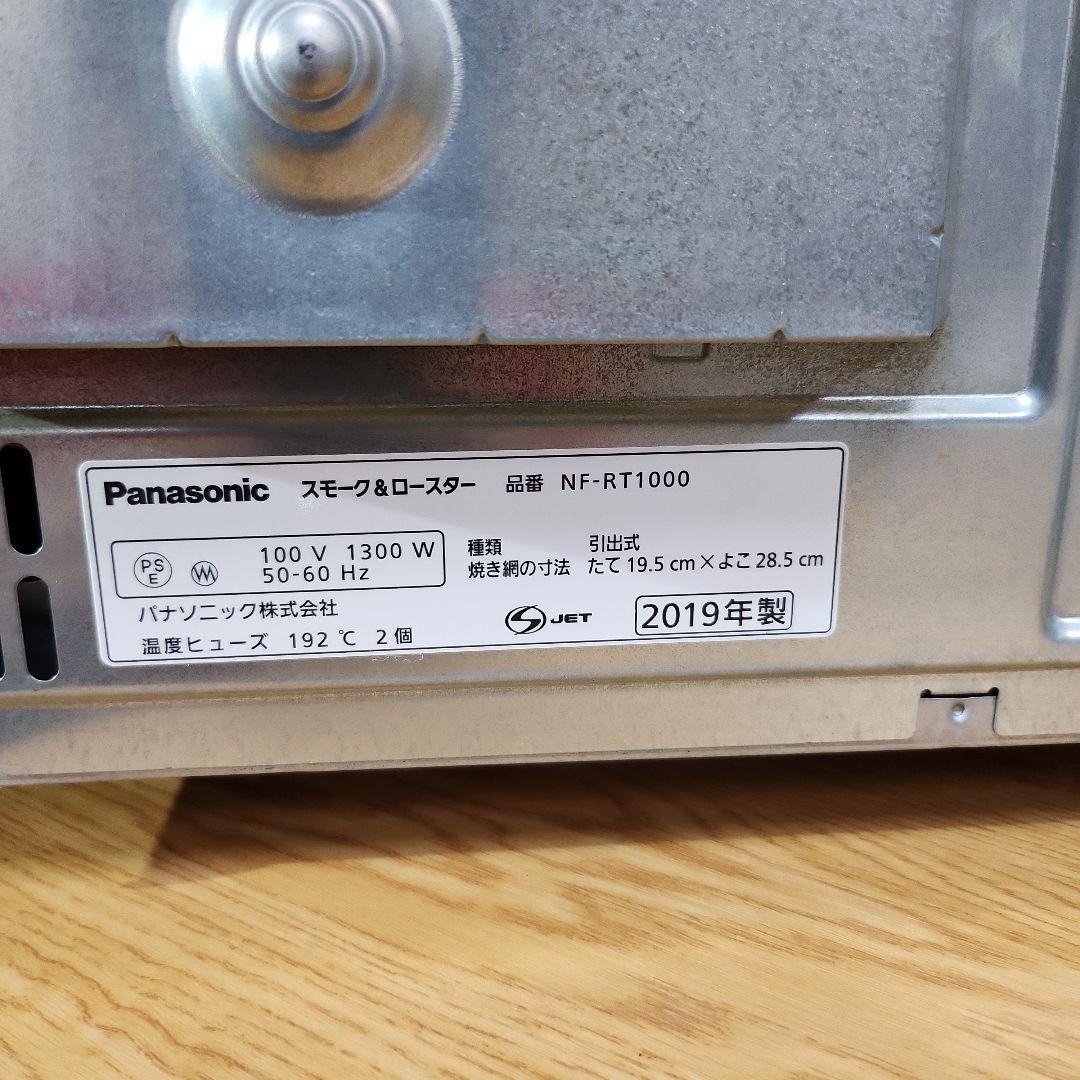 Panasonic スモーク&ロースター 品番 NF-RT1000
PS E 100 V 1300 W
50-60 Hz
種類 引出式
焼き網の寸法 たて 19.5 cm×よこ 28.5 cm
パナソニック株式会社
温度ヒューズ 192 ℃ 2 個
S JET 2019年製